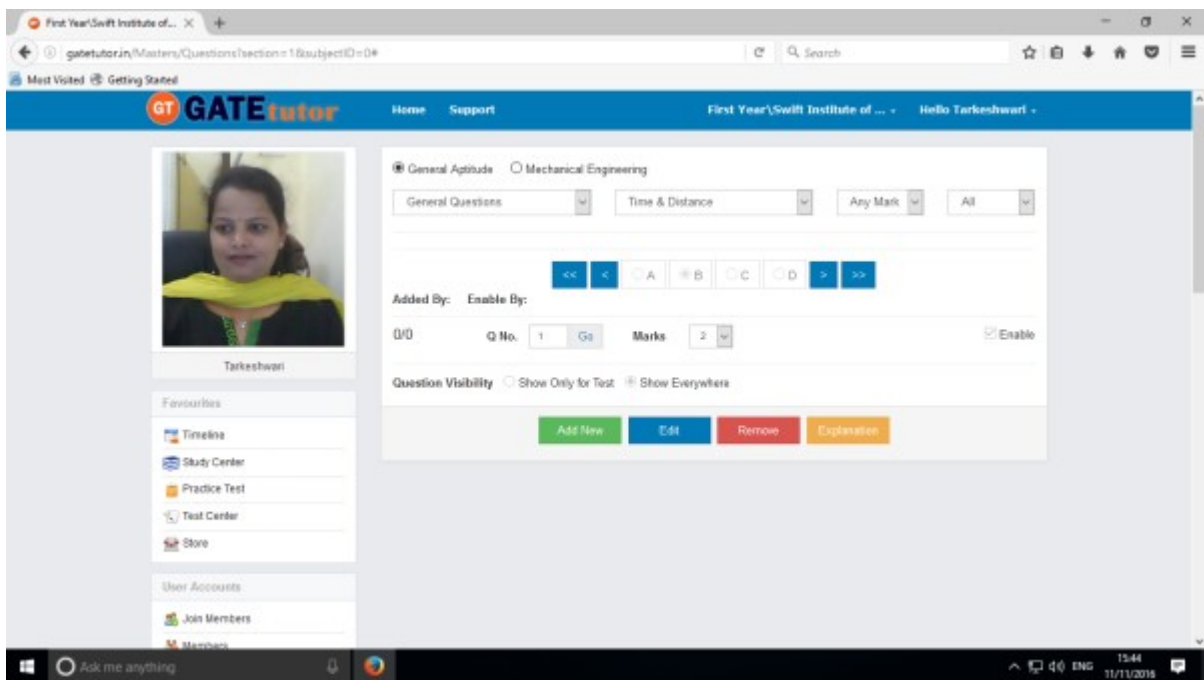 First Year\Swift Institute of...
gatetutor.in/Masters/Questions?section=1&subjectID=0#
Search
Most Visited Getting Started
GT GATEtutor Home Support First Year\Swift Institute of ... Hello Tarkeshwari
General Aptitude Mechanical Engineering
General Questions Time & Distance Any Mark All
<< < A B C D > >>
Added By: Enable By:
0/0 Q No. 1 Go Marks 2 Enable
Tarkeshwari
Question Visibility Show Only for Test Show Everywhere
Favourites
Add New Edit Remove Explanation
Timeline
Study Center
Practice Test
Test Center
Store
User Accounts
Join Members
Members
Ask me anything
ENG
15:44
11/11/2016